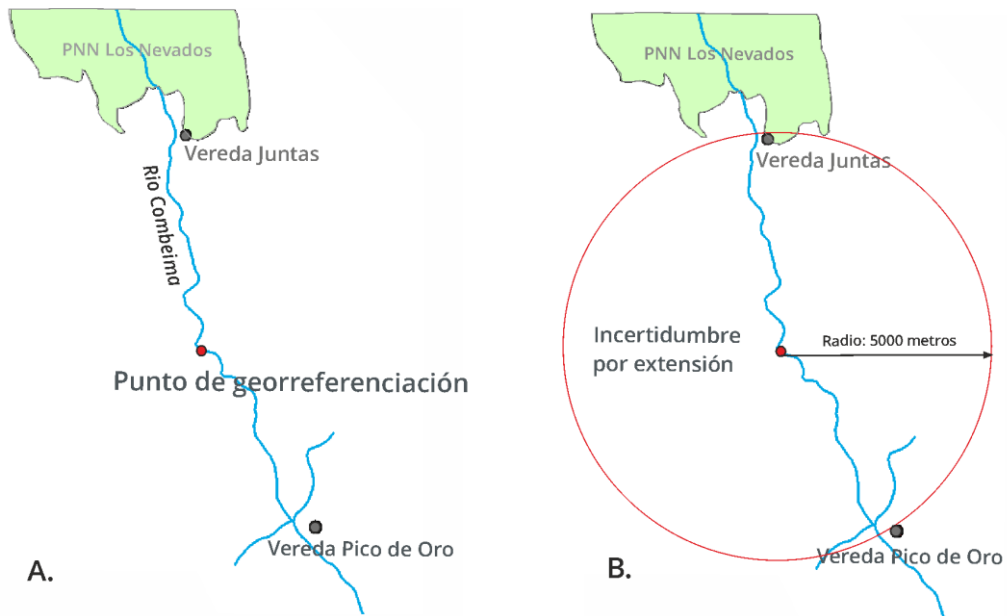 PNN Los Nevados
Vereda Juntas
Rio Combeima
Punto de georreferenciación
Vereda Pico de Oro
A.
PNN Los Nevados
Vereda Juntas
Incertidumbre
por extensión
Radio: 5000 metros
Vereda Pico de Oro
B.